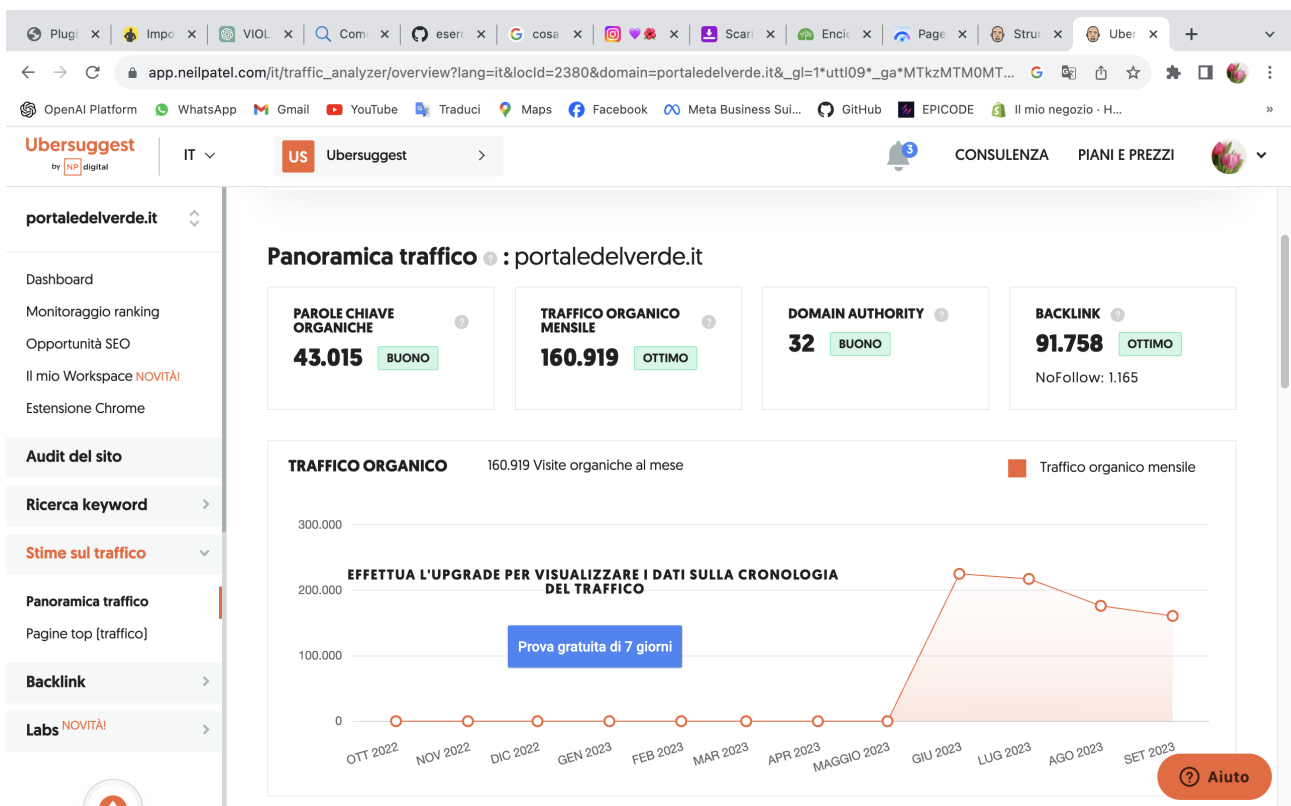 Plugi
Impo
VIOL
Com
eserc
cosa
Scari
Encic
Page
Strur
Uber
app.neilpatel.com/it/traffic_analyzer/overview?lang=it&locId=2380&domain=portaledelverde.it&_gl=1*uttl09*_ga*MTkzMTM0MT...
OpenAI Platform
WhatsApp
Gmail
YouTube
Traduci
Maps
Facebook
Meta Business Sui...
GitHub
EPICODE
Il mio negozio · H...
»
Ubersuggest
by NP digital
IT
US
Ubersuggest
3
CONSULENZA
PIANI E PREZZI
portaledelverde.it
Dashboard
Monitoraggio ranking
Opportunità SEO
Il mio Workspace NOVITÀ!
Estensione Chrome
Audit del sito
Ricerca keyword
Stime sul traffico
Panoramica traffico
Pagine top (traffico)
Backlink
Labs NOVITÀ!
Panoramica traffico ? : portaledelverde.it
PAROLE CHIAVE
ORGANICHE
?
43.015
BUONO
TRAFFICO ORGANICO
MENSILE
?
160.919
OTTIMO
DOMAIN AUTHORITY ?
32
BUONO
BACKLINK ?
91.758
OTTIMO
NoFollow: 1.165
TRAFFICO ORGANICO
160.919 Visite organiche al mese
Traffico organico mensile
300.000
200.000
100.000
0
EFFETTUA L'UPGRADE PER VISUALIZZARE I DATI SULLA CRONOLOGIA
DEL TRAFFICO
Prova gratuita di 7 giorni
OTT 2022
NOV 2022
DIC 2022
GEN 2023
FEB 2023
MAR 2023
APR 2023
MAGGIO 2023
GIU 2023
LUG 2023
AGO 2023
SET 2023
? Aiuto